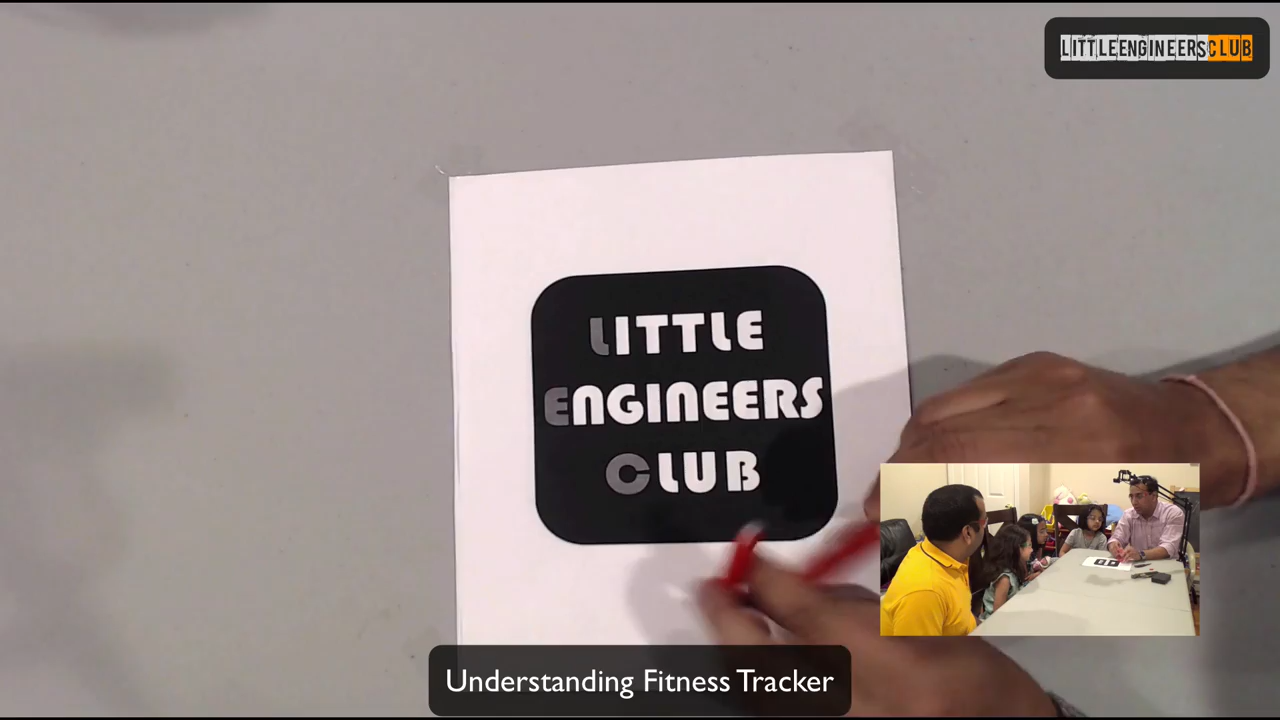 LITTLEENGINEERSCLUB
LITTLE
ENGINEERS
CLUB
Understanding Fitness Tracker